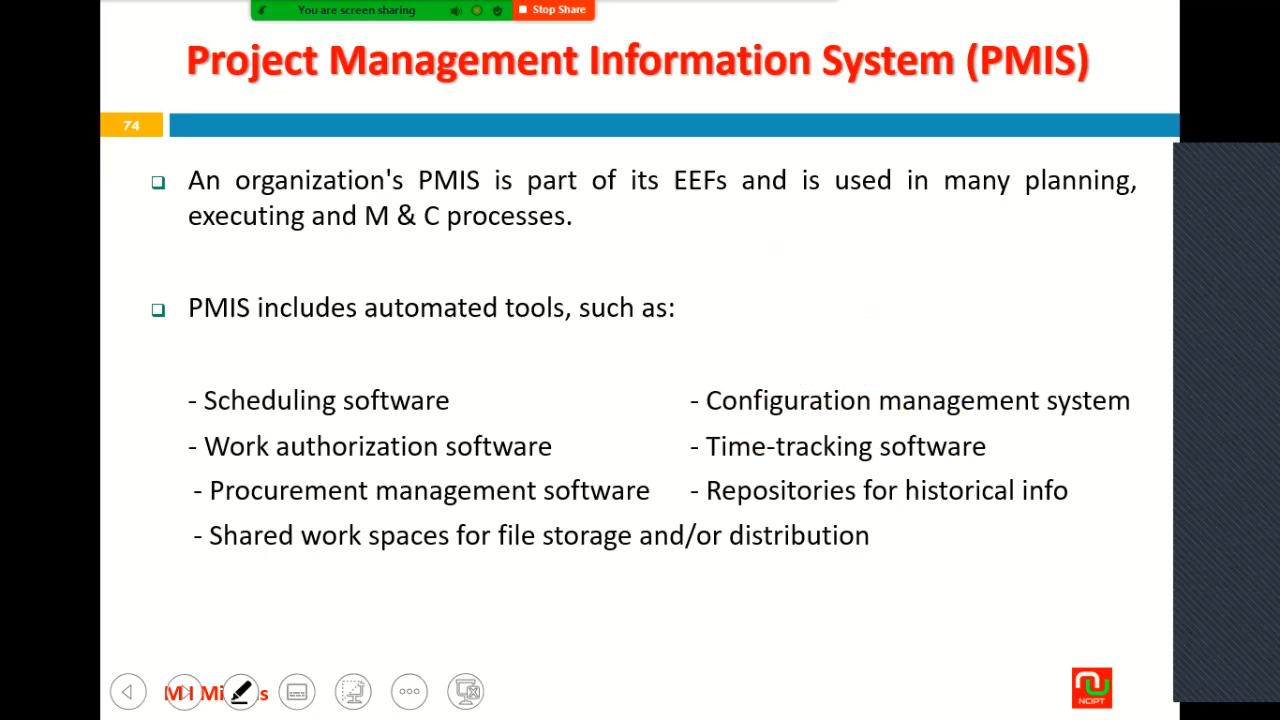 You are screen sharing Stop Share
Project Management Information System (PMIS)
74
An organization's PMIS is part of its EEFs and is used in many planning,
executing and M & C processes.
PMIS includes automated tools, such as:
- Scheduling software - Configuration management system
- Work authorization software - Time-tracking software
- Procurement management software - Repositories for historical info
- Shared work spaces for file storage and/or distribution
NCIPT